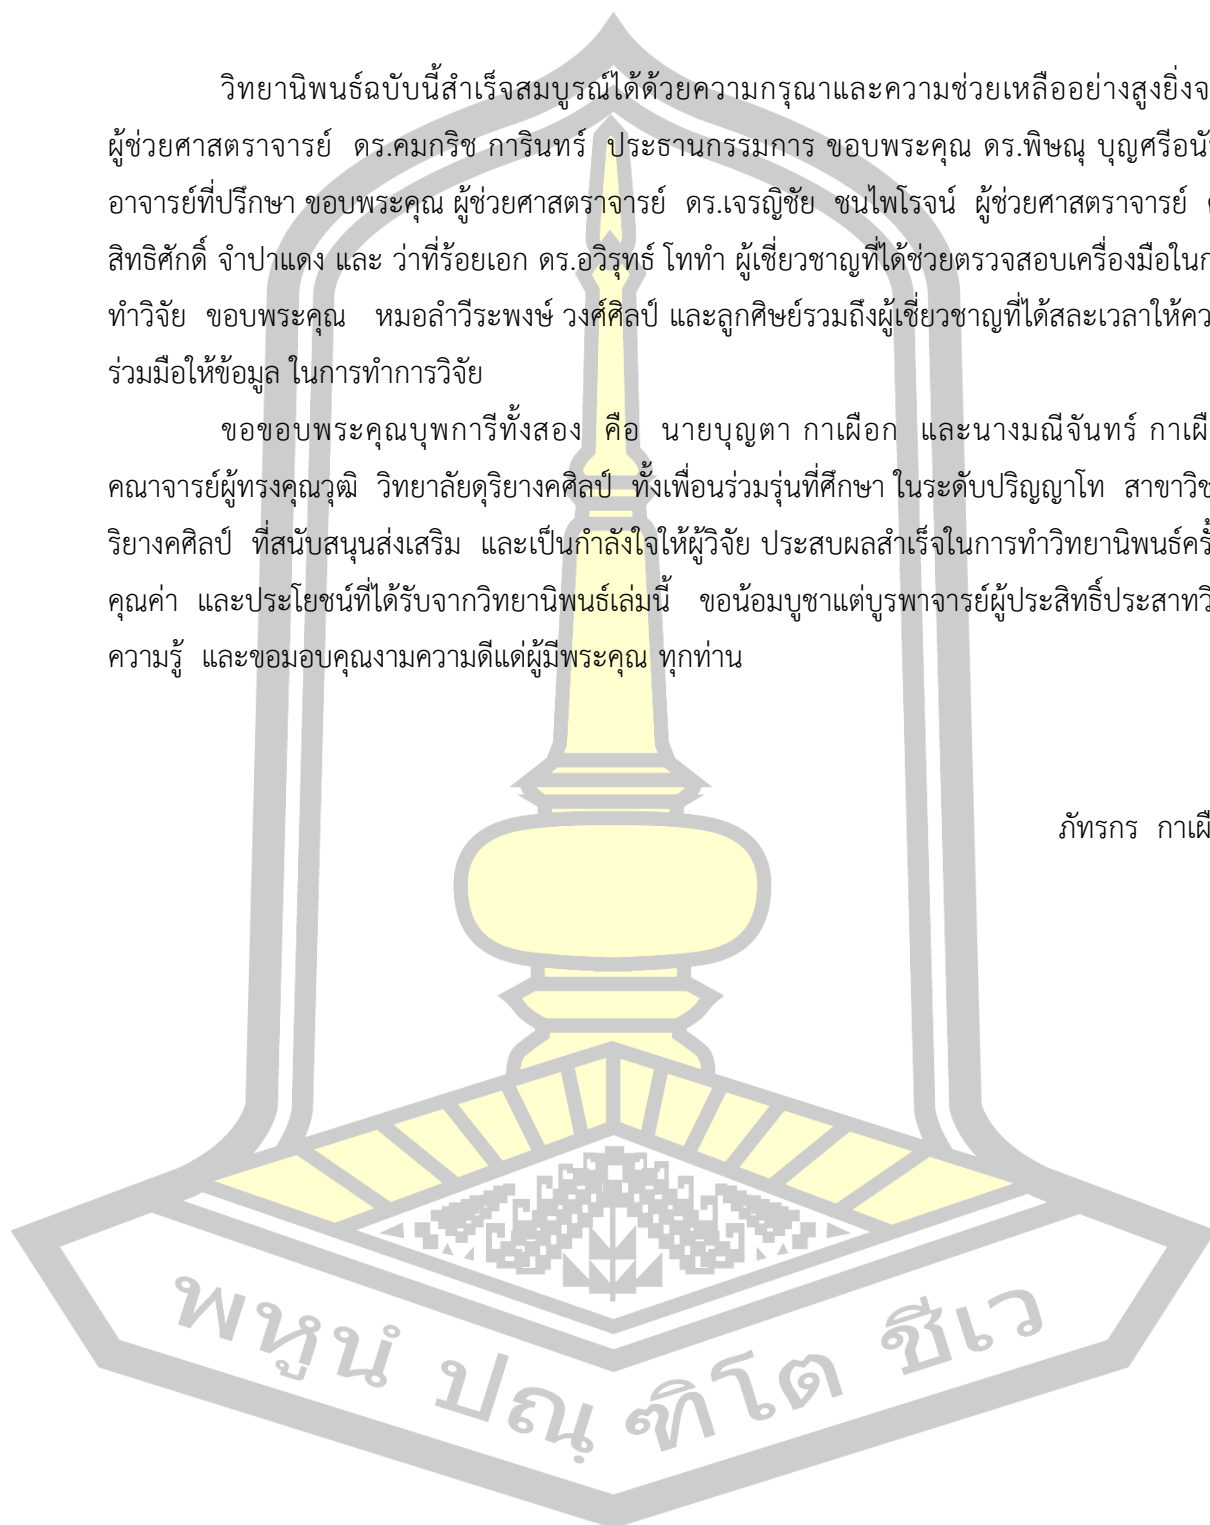 วิทยานิพนธ์ฉบับนี้สำเร็จสมบูรณ์ได้ด้วยความกรุณาและความช่วยเหลืออย่างสูงยิ่งจ
ผู้ช่วยศาสตราจารย์ ดร.คมกริช การินทร์ ประธานกรรมการ ขอบพระคุณ ดร.พิษณุ บุญศรีอนั
อาจารย์ที่ปรึกษา ขอบพระคุณ ผู้ช่วยศาสตราจารย์ ดร.เจรญิชัย ชนไพโรจน์ ผู้ช่วยศาสตราจารย์
สิทธิศักดิ์ จำปาแดง และ ว่าที่ร้อยเอก ดร.อวิรุทธ์ โททำ ผู้เชี่ยวชาญที่ได้ช่วยตรวจสอบเครื่องมือใน
ทำวิจัย ขอบพระคุณ หมอลำวีระพงษ์ วงศ์ศิลป์ และลูกศิษย์รวมถึงผู้เชี่ยวชาญที่ได้สละเวลาให้คว
ร่วมมือให้ข้อมูล ในการทำการวิจัย
ขอขอบพระคุณบุพการีทั้งสอง คือ นายบุญตา กาเผือก และนางมณีจันทร์ กาเผื
คณาจารย์ผู้ทรงคุณวุฒิ วิทยาลัยดุริยางคศิลป์ ทั้งเพื่อนร่วมรุ่นที่ศึกษา ในระดับปริญญาโท สาขาวิช
ริยางคศิลป์ ที่สนับสนุนส่งเสริม และเป็นกำลังใจให้ผู้วิจัย ประสบผลสำเร็จในการทำวิทยานิพนธ์ครั้
คุณค่า และประโยชน์ที่ได้รับจากวิทยานิพนธ์เล่มนี้ ขอน้อมบูชาแต่บูรพาจารย์ผู้ประสิทธิ์ประสาทวิ
ความรู้ และขอมอบคุณงามความดีแด่ผู้มีพระคุณ ทุกท่าน
ภัทรกร กาเผื
พหูนํ ปณฺฑิโต ชีเว